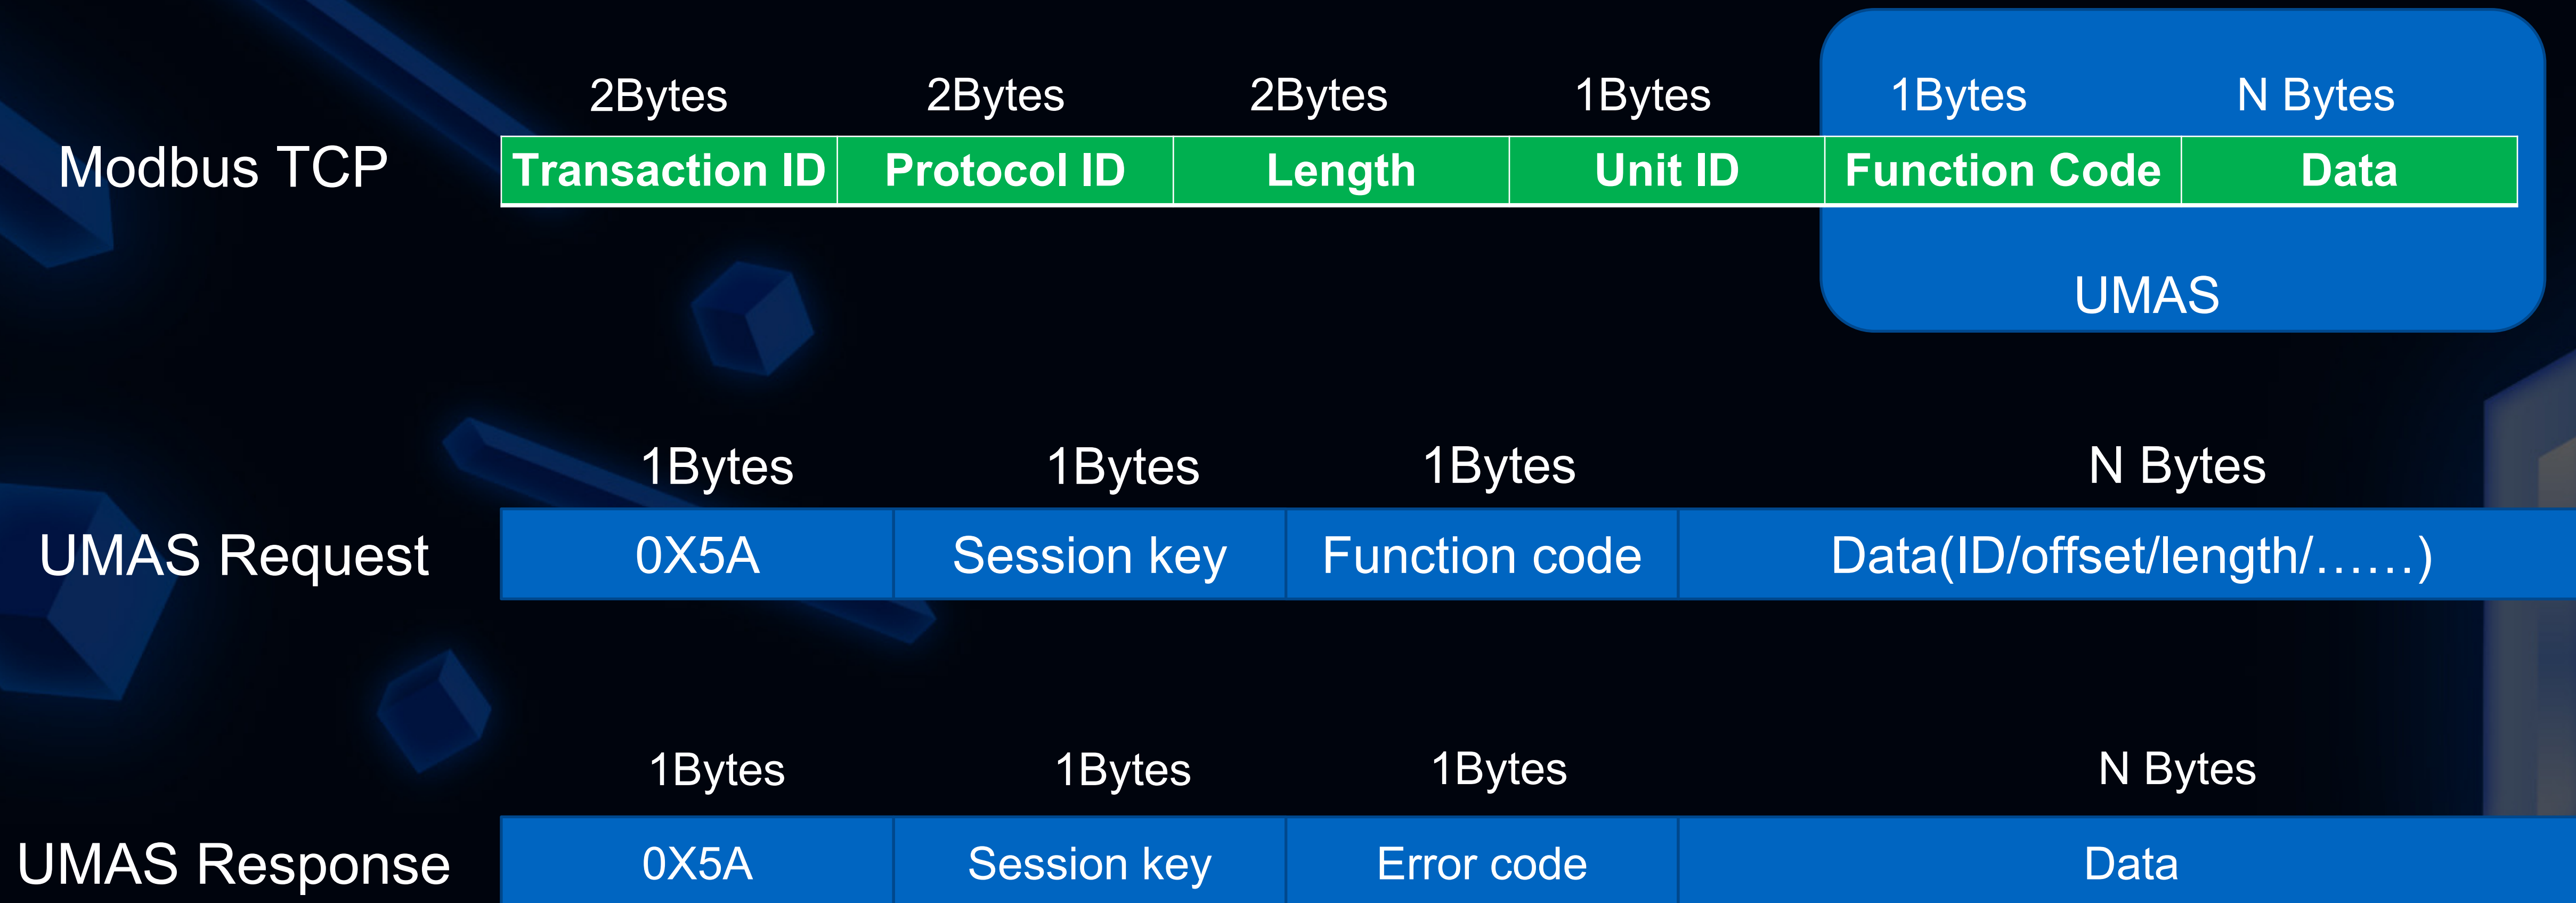 2Bytes 2Bytes 2Bytes 1Bytes 1Bytes N Bytes
Modbus TCP Transaction ID Protocol ID Length Unit ID Function Code Data
UMAS
1Bytes 1Bytes 1Bytes N Bytes
UMAS Request 0X5A Session key Function code Data(ID/offset/length/……)
1Bytes 1Bytes 1Bytes N Bytes
UMAS Response 0X5A Session key Error code Data